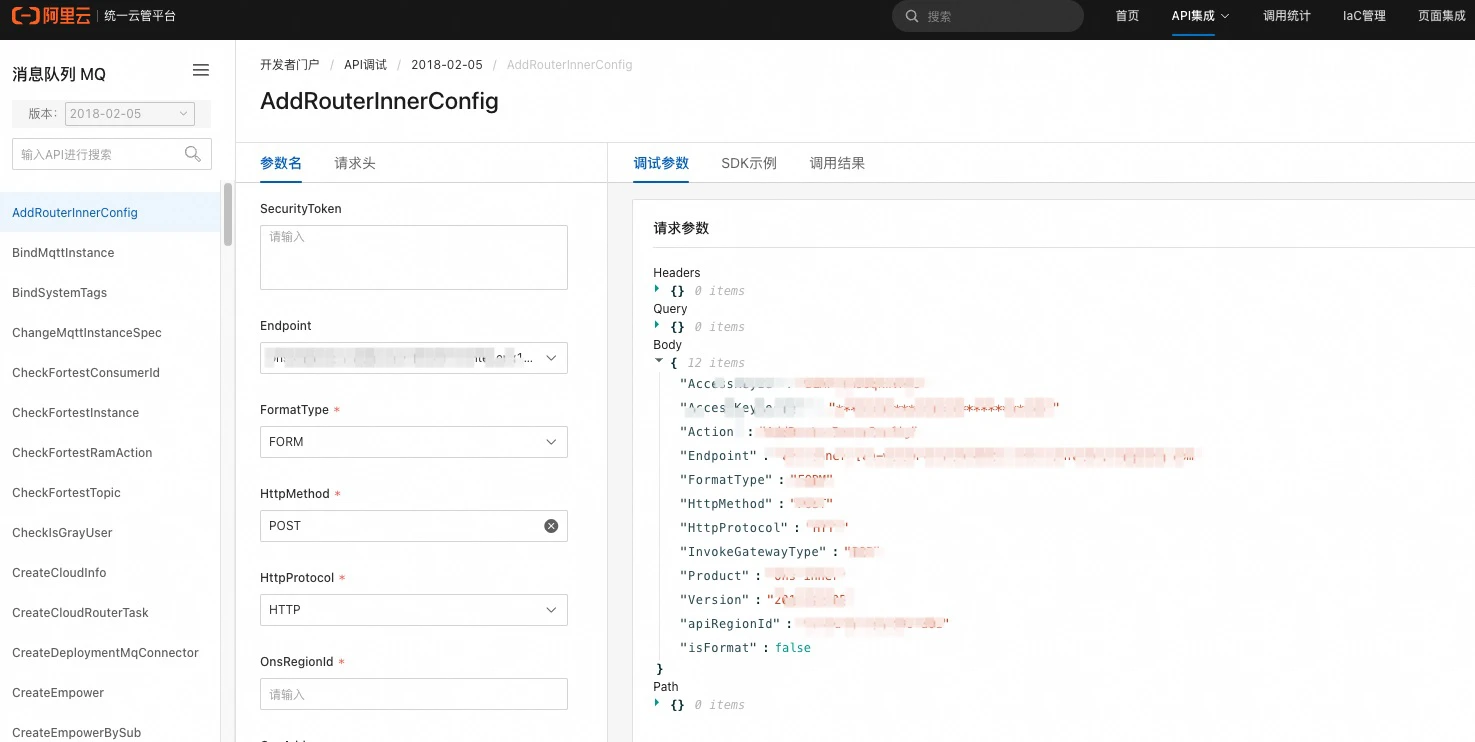 阿里云 统一云管平台
搜索
首页
API集成
调用统计
IaC管理
页面集成
消息队列 MQ
版本: 2018-02-05
输入API进行搜索
AddRouterInnerConfig
BindMqttInstance
BindSystemTags
ChangeMqttInstanceSpec
CheckFortestConsumerId
CheckFortestInstance
CheckFortestRamAction
CheckFortestTopic
CheckIsGrayUser
CreateCloudInfo
CreateCloudRouterTask
CreateDeploymentMqConnector
CreateEmpower
CreateEmpowerBySub
开发者门户 / API调试 / 2018-02-05 / AddRouterInnerConfig
AddRouterInnerConfig
参数名 请求头
SecurityToken
请输入
Endpoint
FormatType *
FORM
HttpMethod *
POST
HttpProtocol *
HTTP
OnsRegionId *
请输入
调试参数 SDK示例 调用结果
请求参数
Headers
{} 0 items
Query
{} 0 items
Body
{ 12 items
"Action" :
"Endpoint" :
"FormatType" :
"HttpMethod" :
"HttpProtocol" :
"InvokeGatewayType" :
"Product" :
"Version" :
"apiRegionId" :
"isFormat" : false
}
Path
{} 0 items